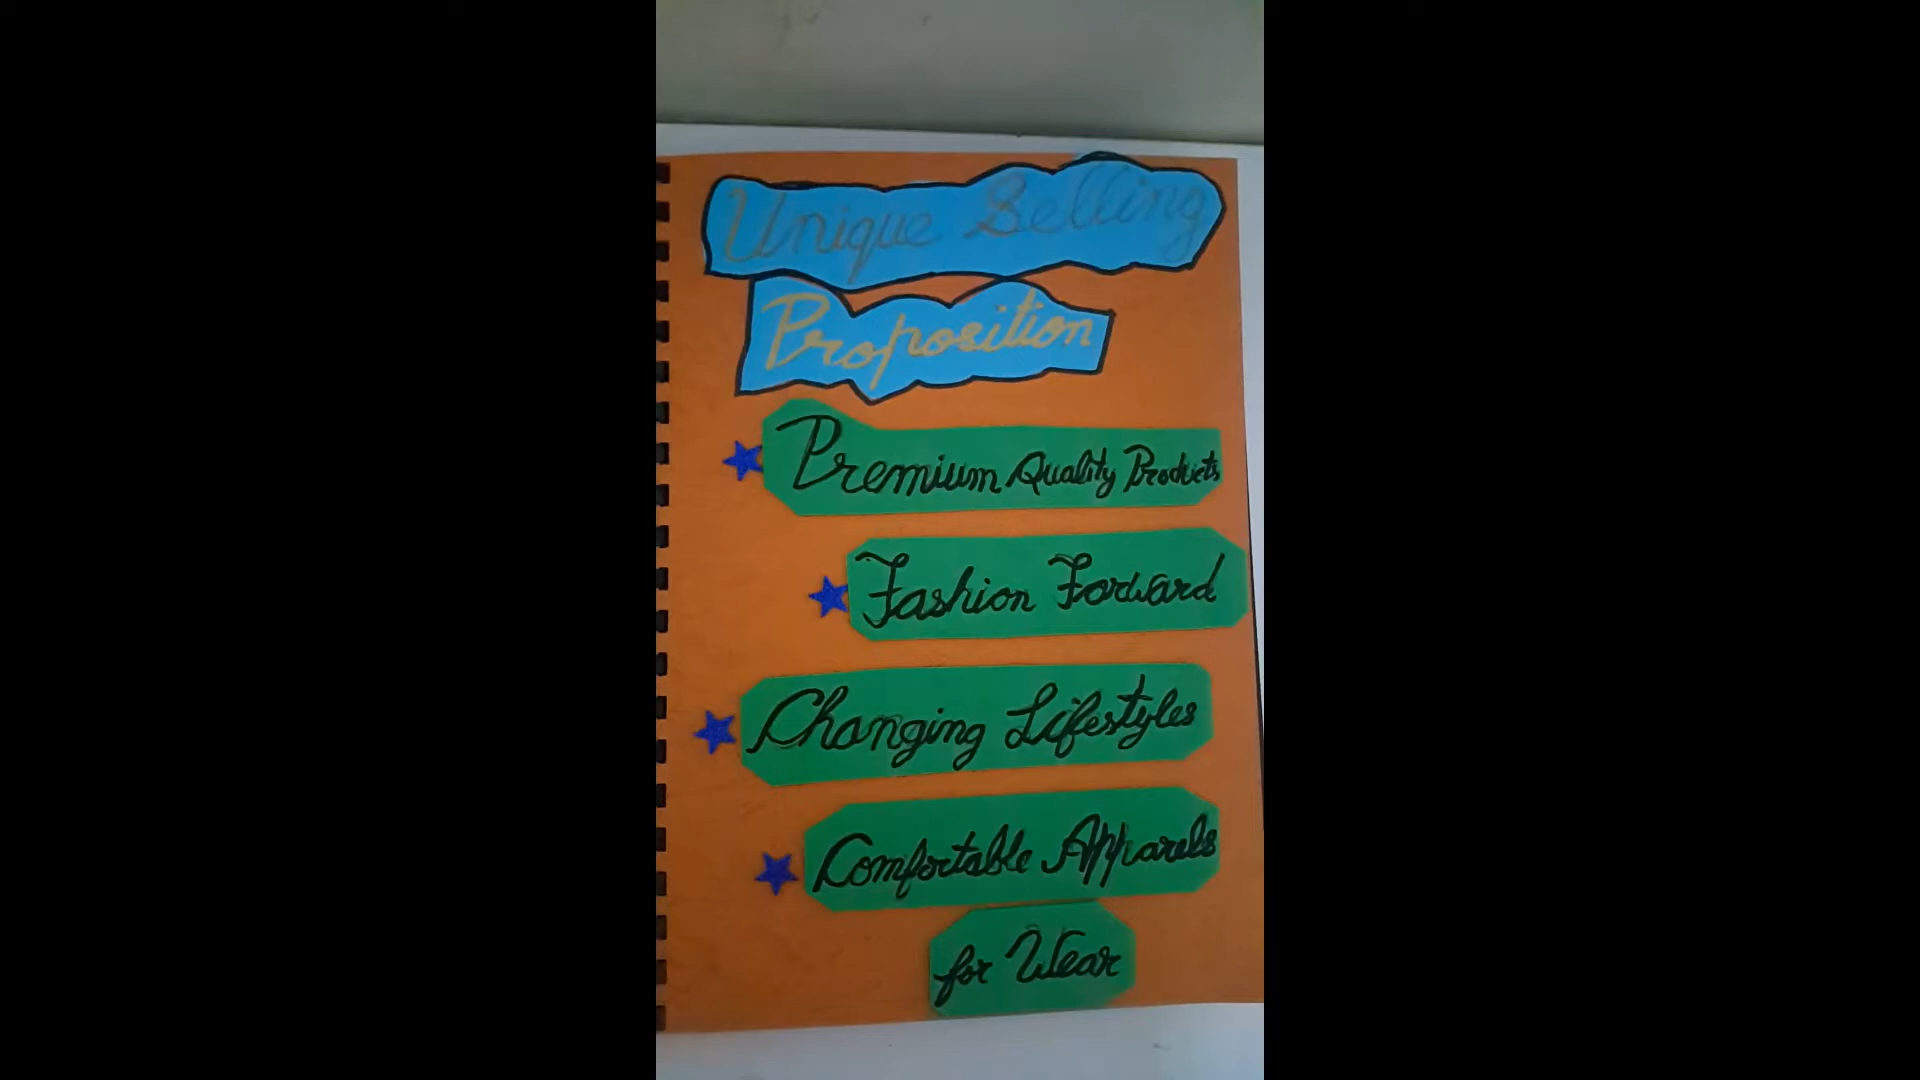 Unique Selling
Proposition
Premium Quality Products
Fashion Forward
Changing Lifestyles
Comfortable Apparels
for Wear